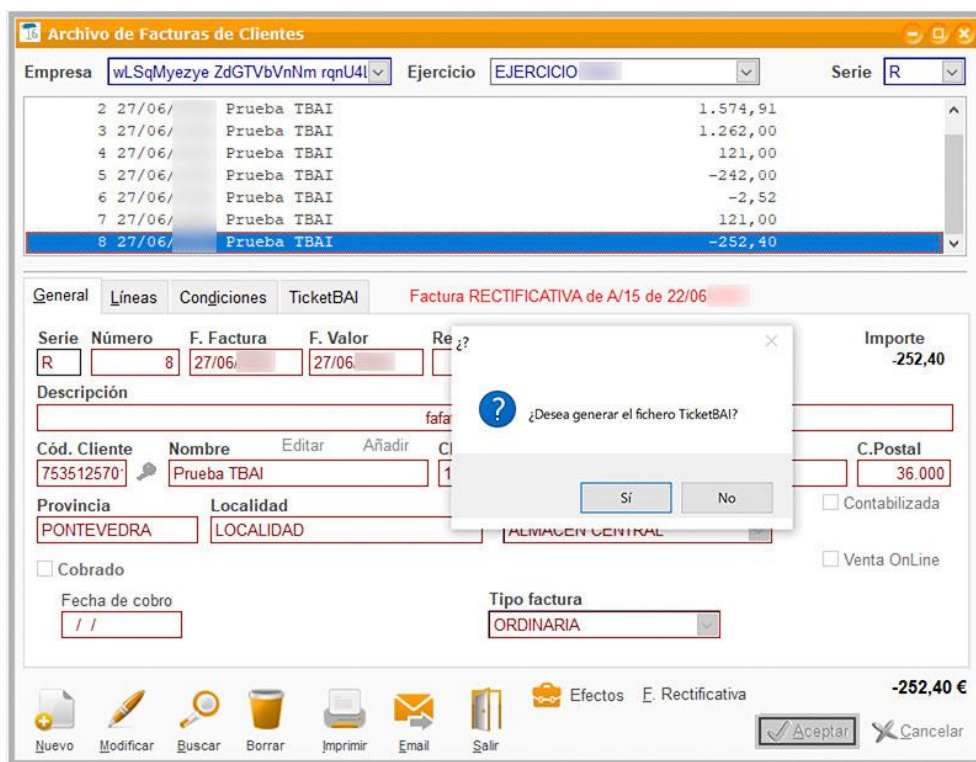 Archivo de Facturas de Clientes
Empresa wLSqMyezye ZdGTVbVnNm rqnU4L Ejercicio EJERCICIO Serie R
2 27/06/ Prueba TBAI 1.574,91
3 27/06/ Prueba TBAI 1.262,00
4 27/06/ Prueba TBAI 121,00
5 27/06/ Prueba TBAI -242,00
6 27/06/ Prueba TBAI -2,52
7 27/06/ Prueba TBAI 121,00
8 27/06/ Prueba TBAI -252,40
General Líneas Condiciones TicketBAI Factura RECTIFICATIVA de A/15 de 22/06
Serie Número F. Factura F. Valor Re ¿? Importe
R 8 27/06/ 27/06. -252,40
¿Desea generar el fichero TicketBAI?
Descripción
fafa
Cód. Cliente Nombre Editar Añadir C.Postal
753512570 Prueba TBAI 1 36.000
Sí No
Provincia Localidad Contabilizada
PONTEVEDRA LOCALIDAD ALMACEN CENTRAL
Cobrado Venta OnLine
Fecha de cobro Tipo factura
/ / ORDINARIA
Efectos F. Rectificativa -252,40 €
Nuevo Modificar Buscar Borrar Imprimir Email Salir Aceptar Cancelar